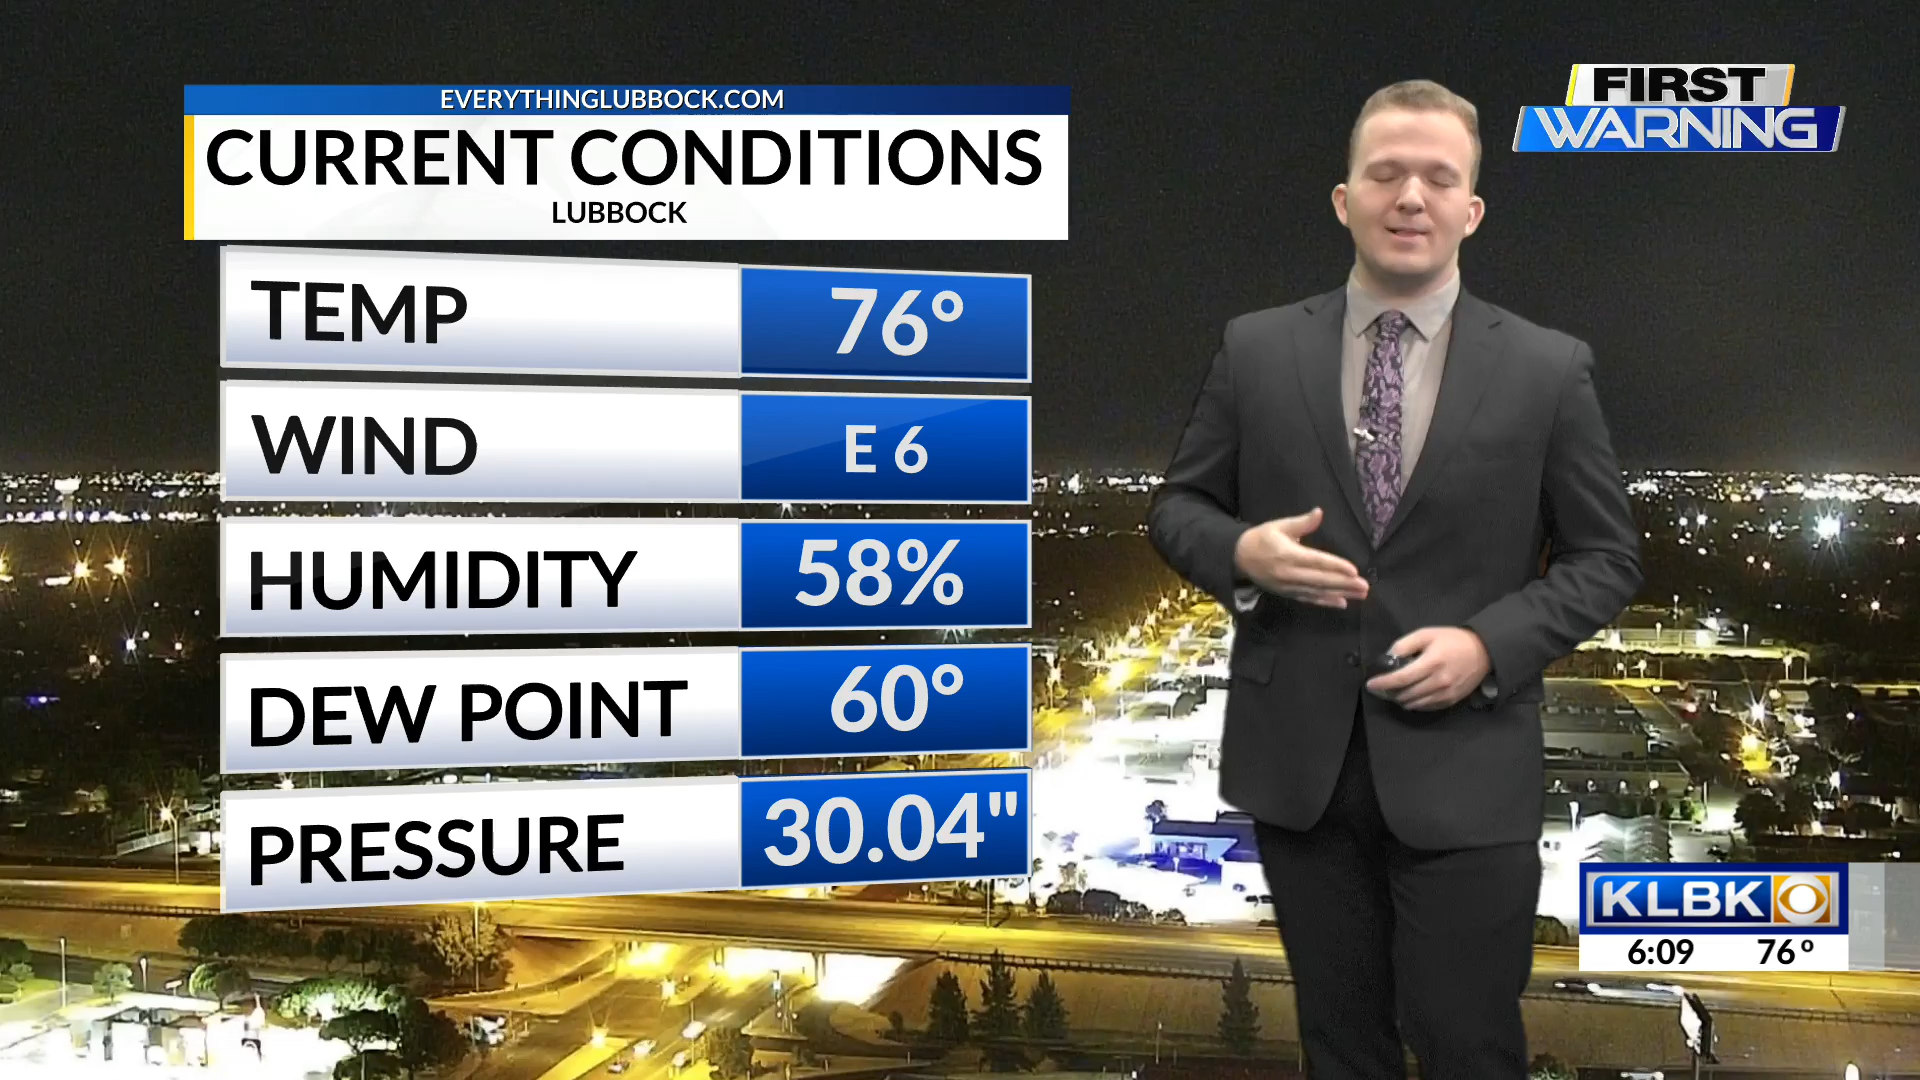 EVERYTHINGLUBBOCK.COM
CURRENT CONDITIONS
LUBBOCK
TEMP 76°
WIND E 6
HUMIDITY 58%
DEW POINT 60°
PRESSURE 30.04"
FIRST
WARNING
KLBK
6:09 76°